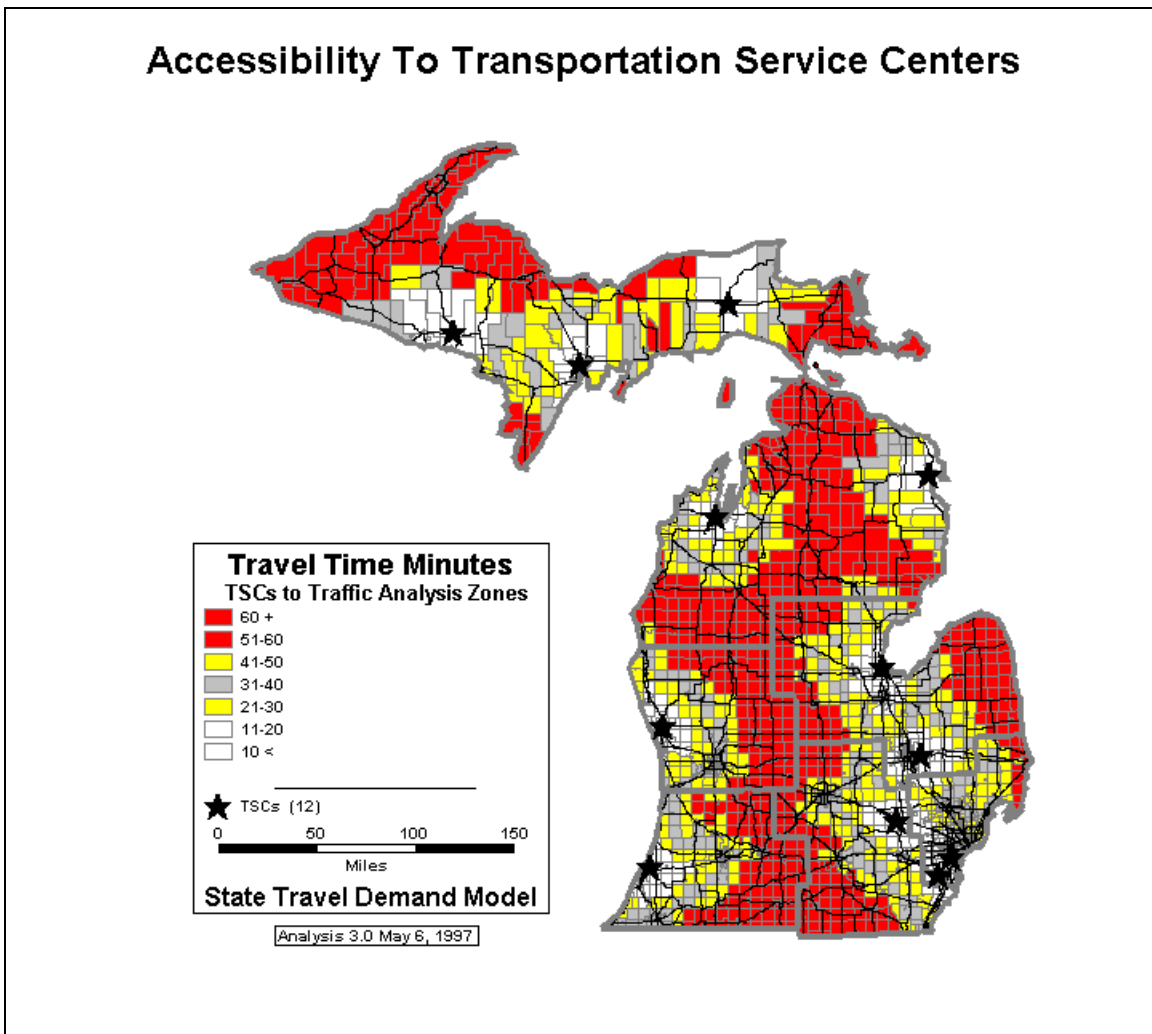 Accessibility To Transportation Service Centers
Travel Time Minutes
TSCs to Traffic Analysis Zones
60 +
51-60
41-50
31-40
21-30
11-20
10 <
TSCs (12)
0 50 100 150
Miles
State Travel Demand Model
Analysis 3.0 May 6, 1997